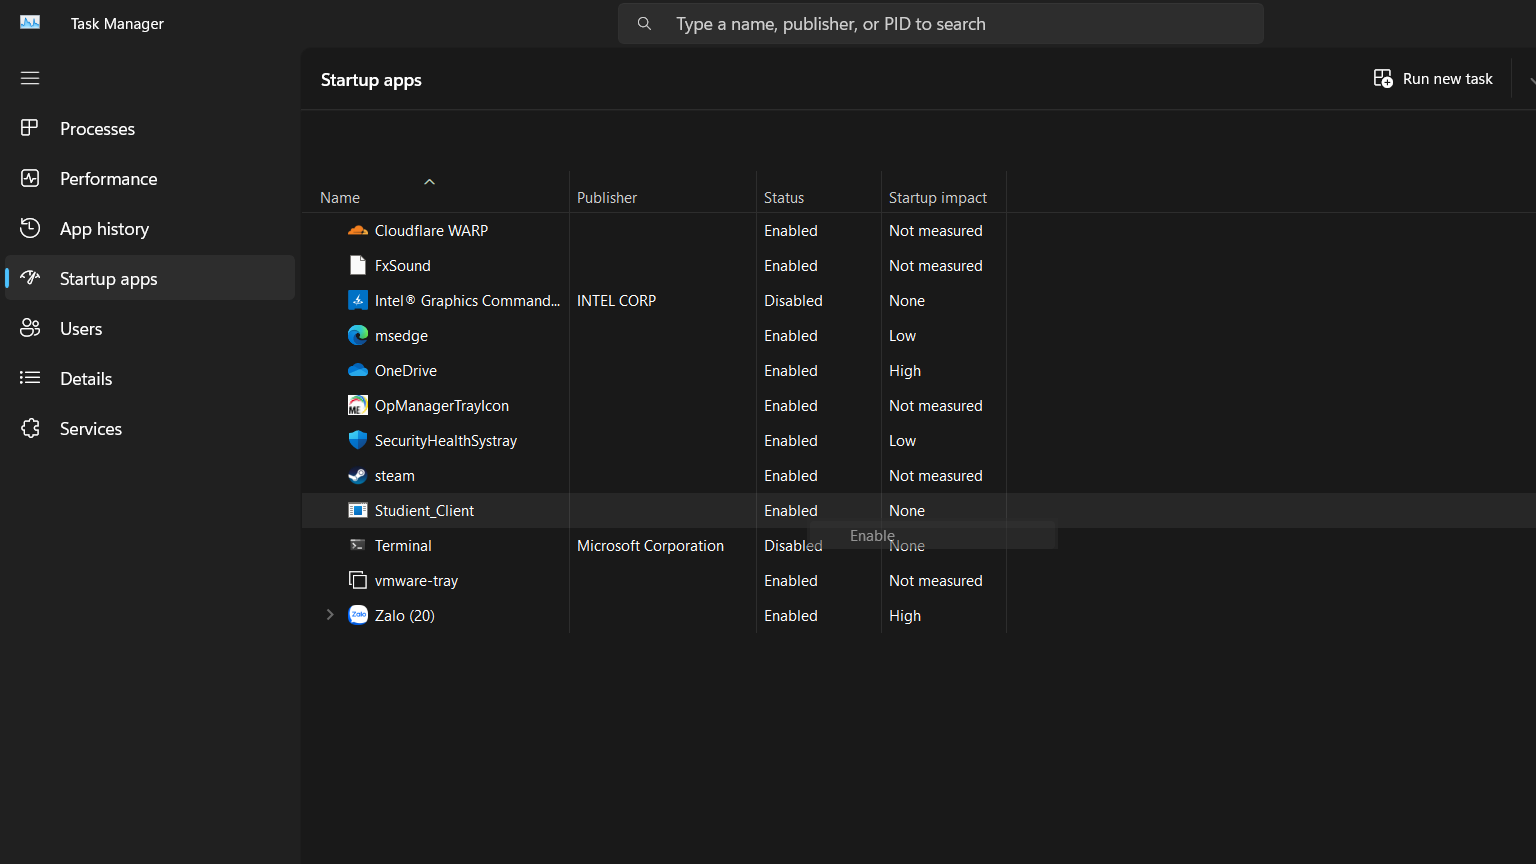 Task Manager
Type a name, publisher, or PID to search
Startup apps
Run new task
Processes
Performance
App history
Startup apps
Users
Details
Services
Name Publisher Status Startup impact
Cloudflare WARP Enabled Not measured
FxSound Enabled Not measured
Intel® Graphics Command... INTEL CORP Disabled None
msedge Enabled Low
OneDrive Enabled High
ME OpManagerTrayIcon Enabled Not measured
SecurityHealthSystray Enabled Low
steam Enabled Not measured
Studient_Client Enabled None
Enable
Terminal Microsoft Corporation Disabled None
vmware-tray Enabled Not measured
Zalo Zalo (20) Enabled High